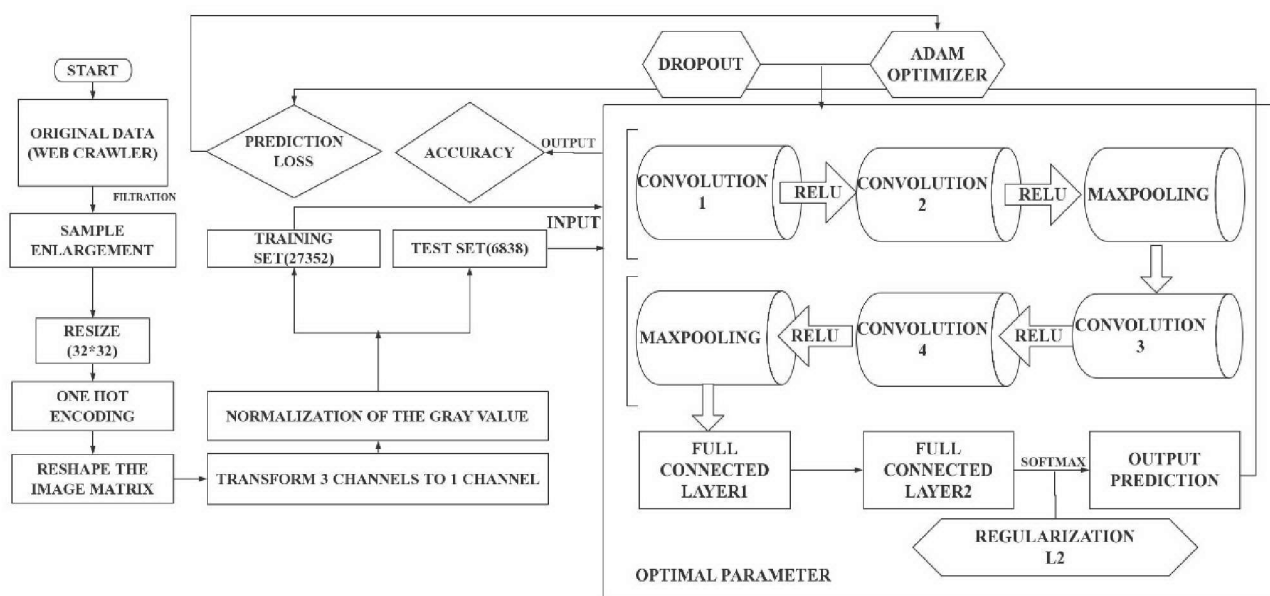 START
ORIGINAL DATA
(WEB CRAWLER)
FILTRATION
SAMPLE
ENLARGEMENT
RESIZE
(32*32)
ONE HOT
ENCODING
RESHAPE THE
IMAGE MATRIX
TRANSFORM 3 CHANNELS TO 1 CHANNEL
NORMALIZATION OF THE GRAY VALUE
TRAINING
SET(27352)
TEST SET(6838)
INPUT
PREDICTION
LOSS
ACCURACY
OUTPUT
DROPOUT
ADAM
OPTIMIZER
CONVOLUTION
1
RELU
CONVOLUTION
2
RELU
MAXPOOLING
CONVOLUTION
3
RELU
CONVOLUTION
4
RELU
MAXPOOLING
FULL
CONNECTED
LAYER1
FULL
CONNECTED
LAYER2
SOFTMAX
OUTPUT
PREDICTION
REGULARIZATION
L2
OPTIMAL PARAMETER